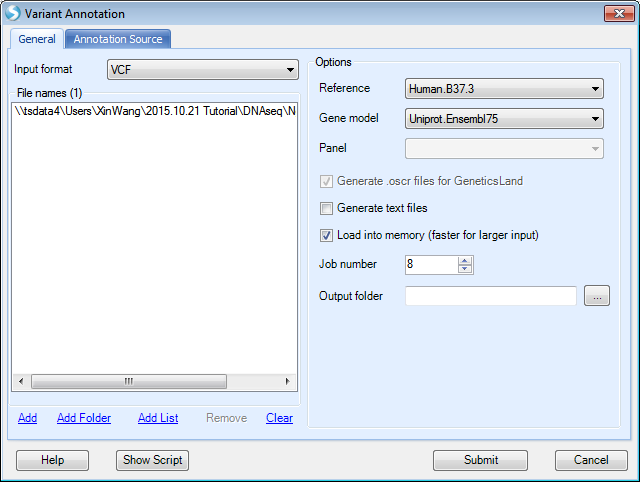 Variant Annotation
General
Annotation Source
Input format
VCF
File names (1)
\\tsdata4\Users\XinWang\2015.10.21 Tutorial\DNAseq\N
Add
Add Folder
Add List
Remove
Clear
Options
Reference
Human.B37.3
Gene model
Uniprot.Ensembl75
Panel
Generate .oscr files for GeneticsLand
Generate text files
Load into memory (faster for larger input)
Job number
8
Output folder
...
Help
Show Script
Submit
Cancel